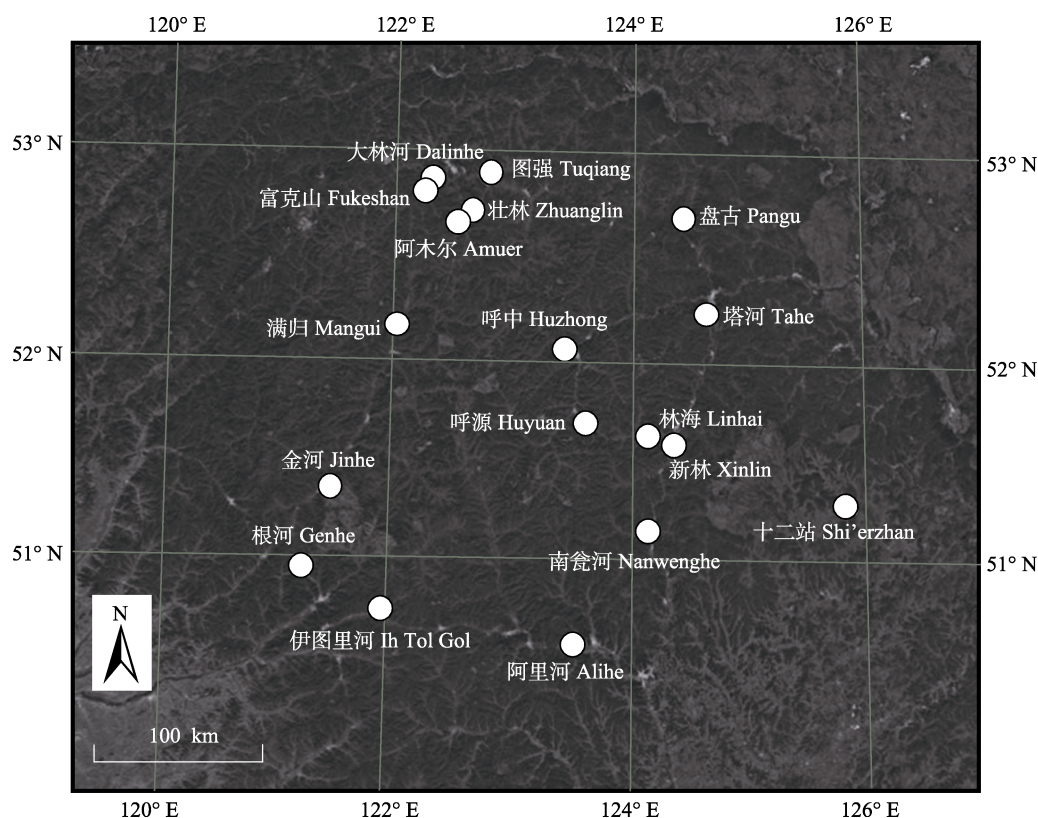 120° E 122° E 124° E 126° E
53° N
53° N
大林河 Dalinhe
图强 Tuqiang
富克山 Fukeshan
壮林 Zhuanglin
盘古 Pangu
阿木尔 Amuer
满归 Mangui
呼中 Huzhong
塔河 Tahe
52° N
52° N
呼源 Huyuan
林海 Linhai
新林 Xinlin
金河 Jinhe
十二站 Shi’erzhan
根河 Genhe
51° N
南瓮河 Nanwenghe
51° N
N
伊图里河 Ih Tol Gol
阿里河 Alihe
100 km
120° E 122° E 124° E 126° E